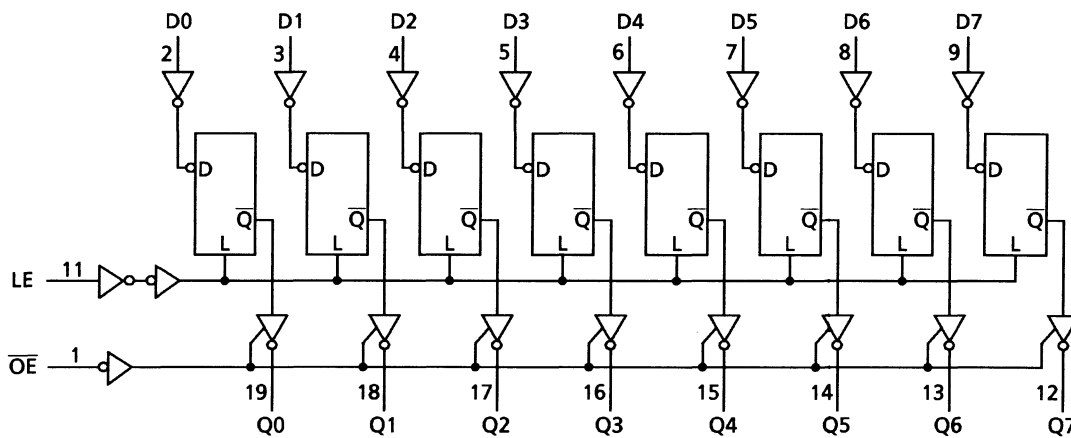 D0 D1 D2 D3 D4 D5 D6 D7
2 3 4 5 6 7 8 9
D D D D D D D D
Q̅ Q̅ Q̅ Q̅ Q̅ Q̅ Q̅ Q̅
L L L L L L L L
LE 11
O̅E̅ 1
19 18 17 16 15 14 13 12
Q0 Q1 Q2 Q3 Q4 Q5 Q6 Q7